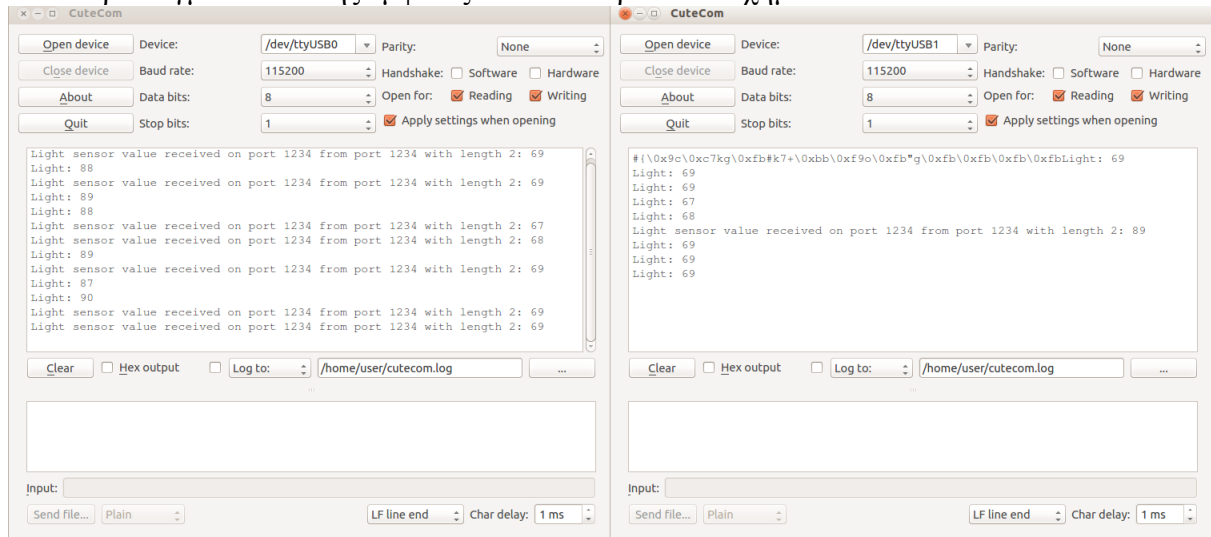 CuteCom
Open device Device: /dev/ttyUSB0 Parity: None
Close device Baud rate: 115200 Handshake: Software Hardware
About Data bits: 8 Open for: Reading Writing
Quit Stop bits: 1 Apply settings when opening
Light sensor value received on port 1234 from port 1234 with length 2: 69
Light: 88
Light sensor value received on port 1234 from port 1234 with length 2: 69
Light: 89
Light: 88
Light sensor value received on port 1234 from port 1234 with length 2: 67
Light sensor value received on port 1234 from port 1234 with length 2: 68
Light: 89
Light sensor value received on port 1234 from port 1234 with length 2: 69
Light: 87
Light: 90
Light sensor value received on port 1234 from port 1234 with length 2: 69
Light sensor value received on port 1234 from port 1234 with length 2: 69
Clear Hex output Log to: /home/user/cutecom.log ...
Input:
Send file... Plain LF line end Char delay: 1 ms
CuteCom
Open device Device: /dev/ttyUSB1 Parity: None
Close device Baud rate: 115200 Handshake: Software Hardware
About Data bits: 8 Open for: Reading Writing
Quit Stop bits: 1 Apply settings when opening
#{\0x9c\0xc7kg\0xfb#k7+\0xbb\0xf9o\0xfb"g\0xfb\0xfb\0xfb\0xfbLight: 69
Light: 69
Light: 69
Light: 67
Light: 68
Light sensor value received on port 1234 from port 1234 with length 2: 89
Light: 69
Light: 69
Light: 69
Clear Hex output Log to: /home/user/cutecom.log ...
Input:
Send file... Plain LF line end Char delay: 1 ms